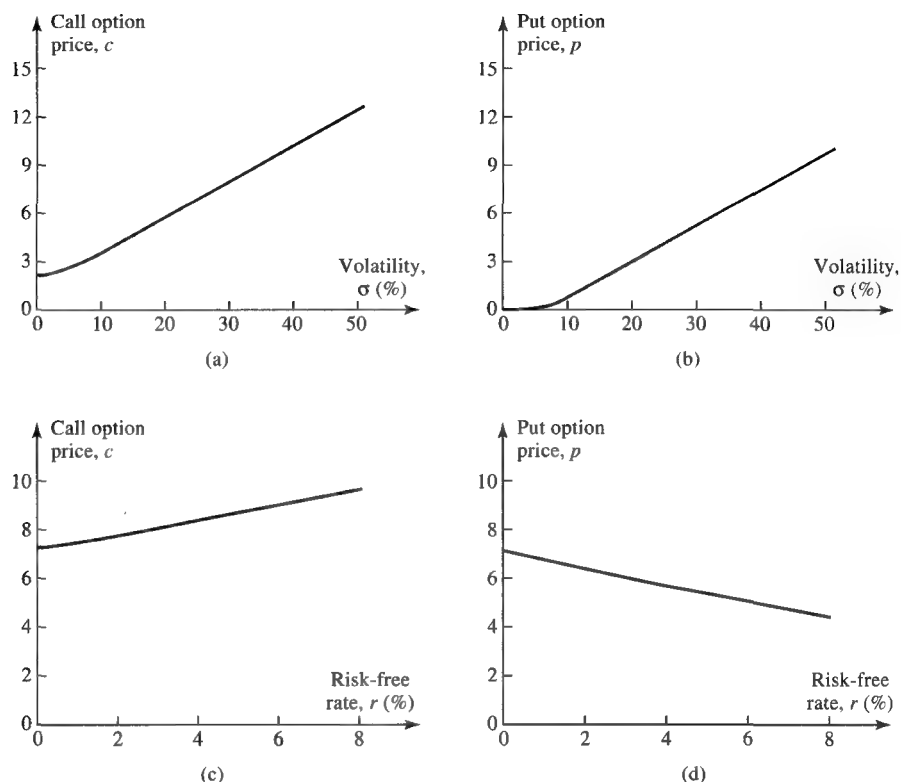 Call option
price, c
15
12
9
6
3
0
Volatility,
σ (%)
0 10 20 30 40 50
(a)
Put option
price, p
15
12
9
6
3
0
Volatility,
σ (%)
0 10 20 30 40 50
(b)
Call option
price, c
10
8
6
4
2
0
Risk-free
rate, r (%)
0 2 4 6 8
(c)
Put option
price, p
10
8
6
4
2
0
Risk-free
rate, r (%)
0 2 4 6 8
(d)